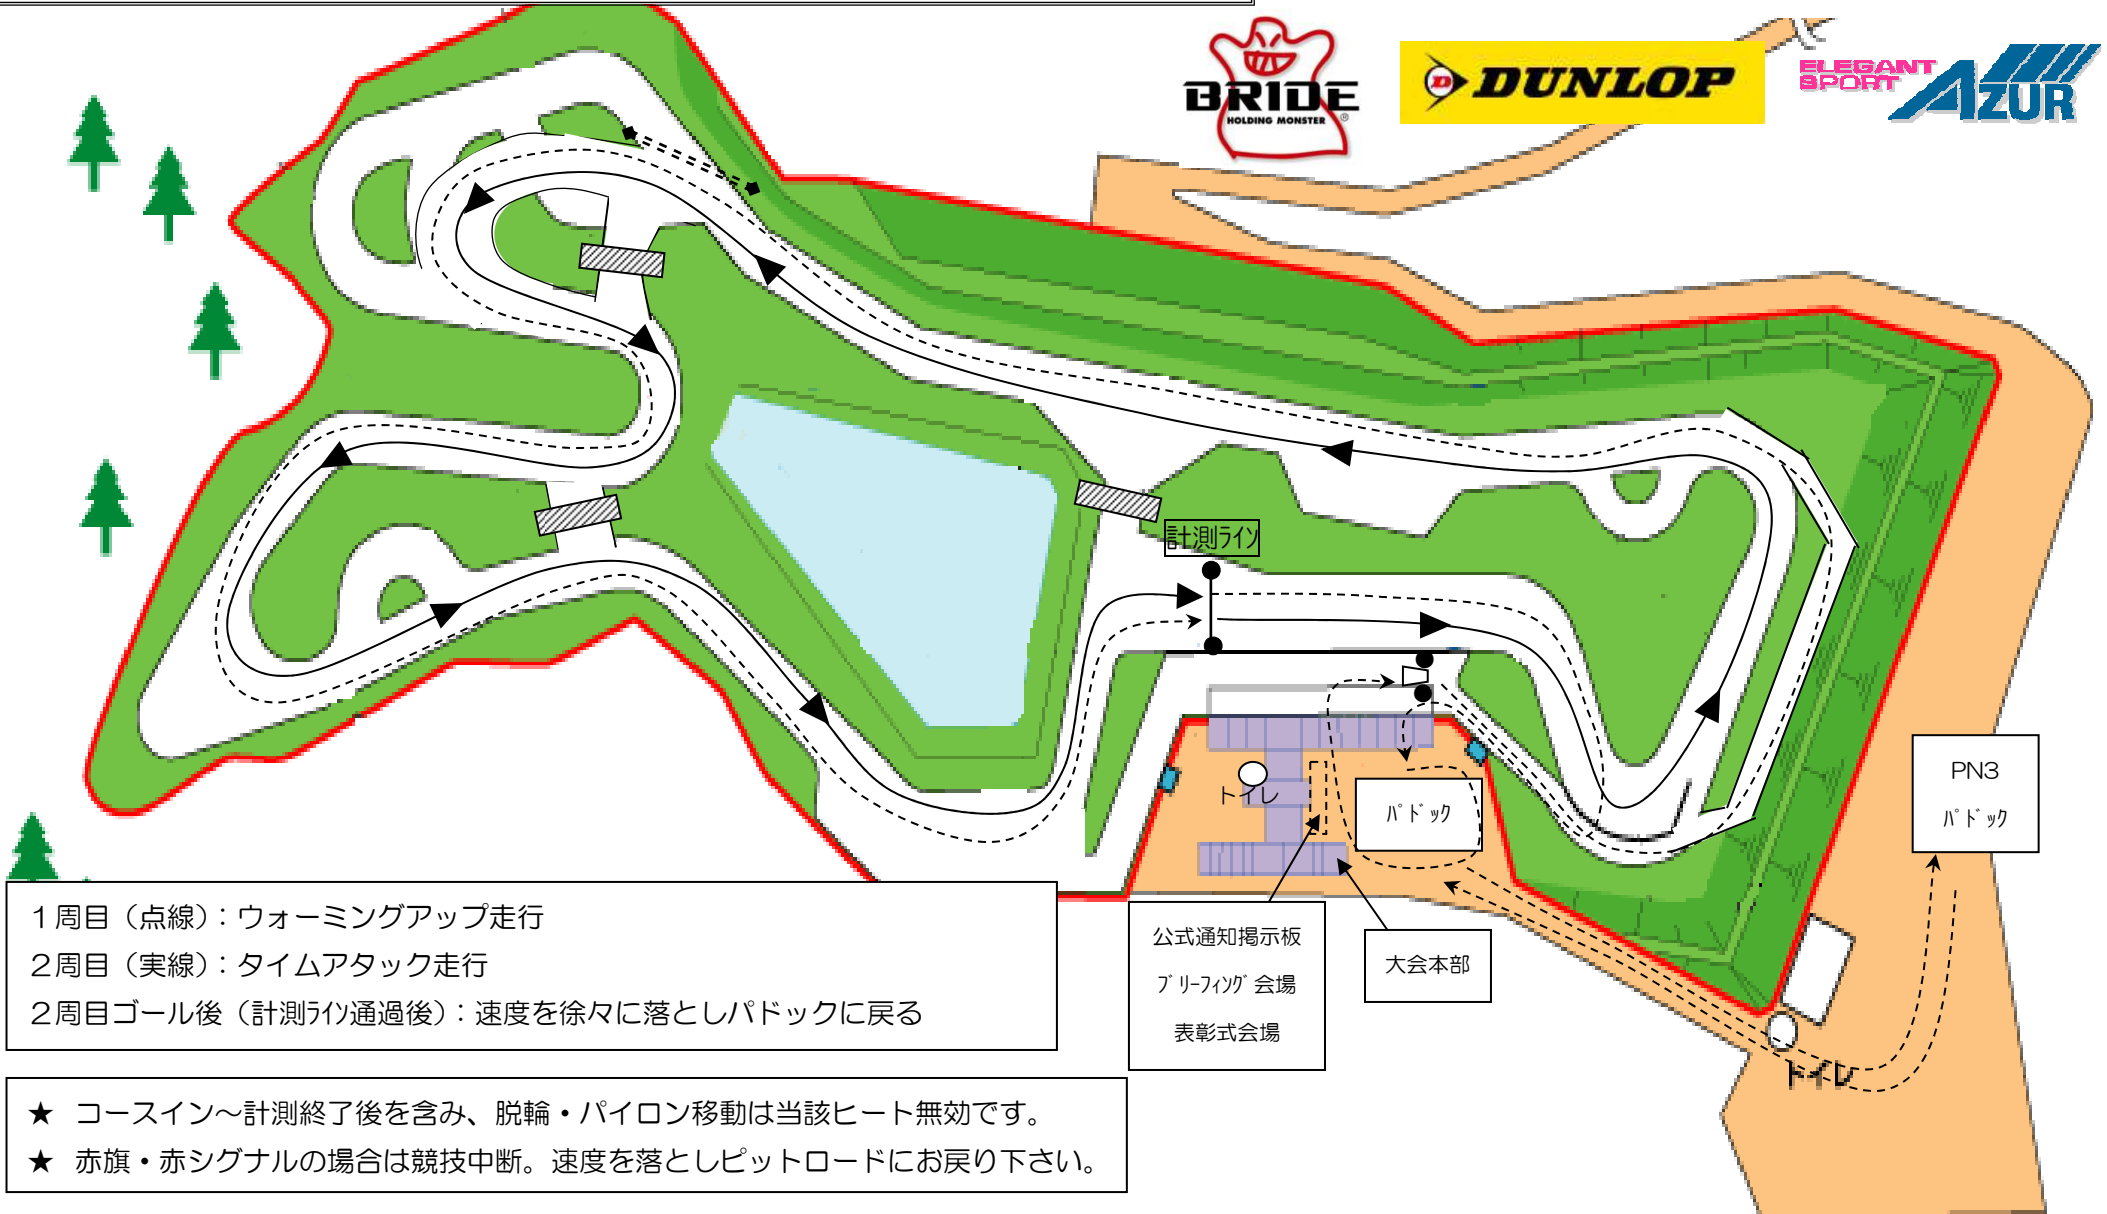 BRIDE
HOLDING MONSTER
®
D DUNLOP
ELEGANT
SPORT
AZUR
計測ライン
トイレ
パドック
PN3
パドック
公式通知掲示板
ブリーフィング会場
表彰式会場
大会本部
トイレ
1周目（点線）：ウォーミングアップ走行
2周目（実線）：タイムアタック走行
2周目ゴール後（計測ライン通過後）：速度を徐々に落としパドックに戻る
★ コースイン～計測終了後を含み、脱輪・パイロン移動は当該ヒート無効です。
★ 赤旗・赤シグナルの場合は競技中断。速度を落としピットロードにお戻り下さい。